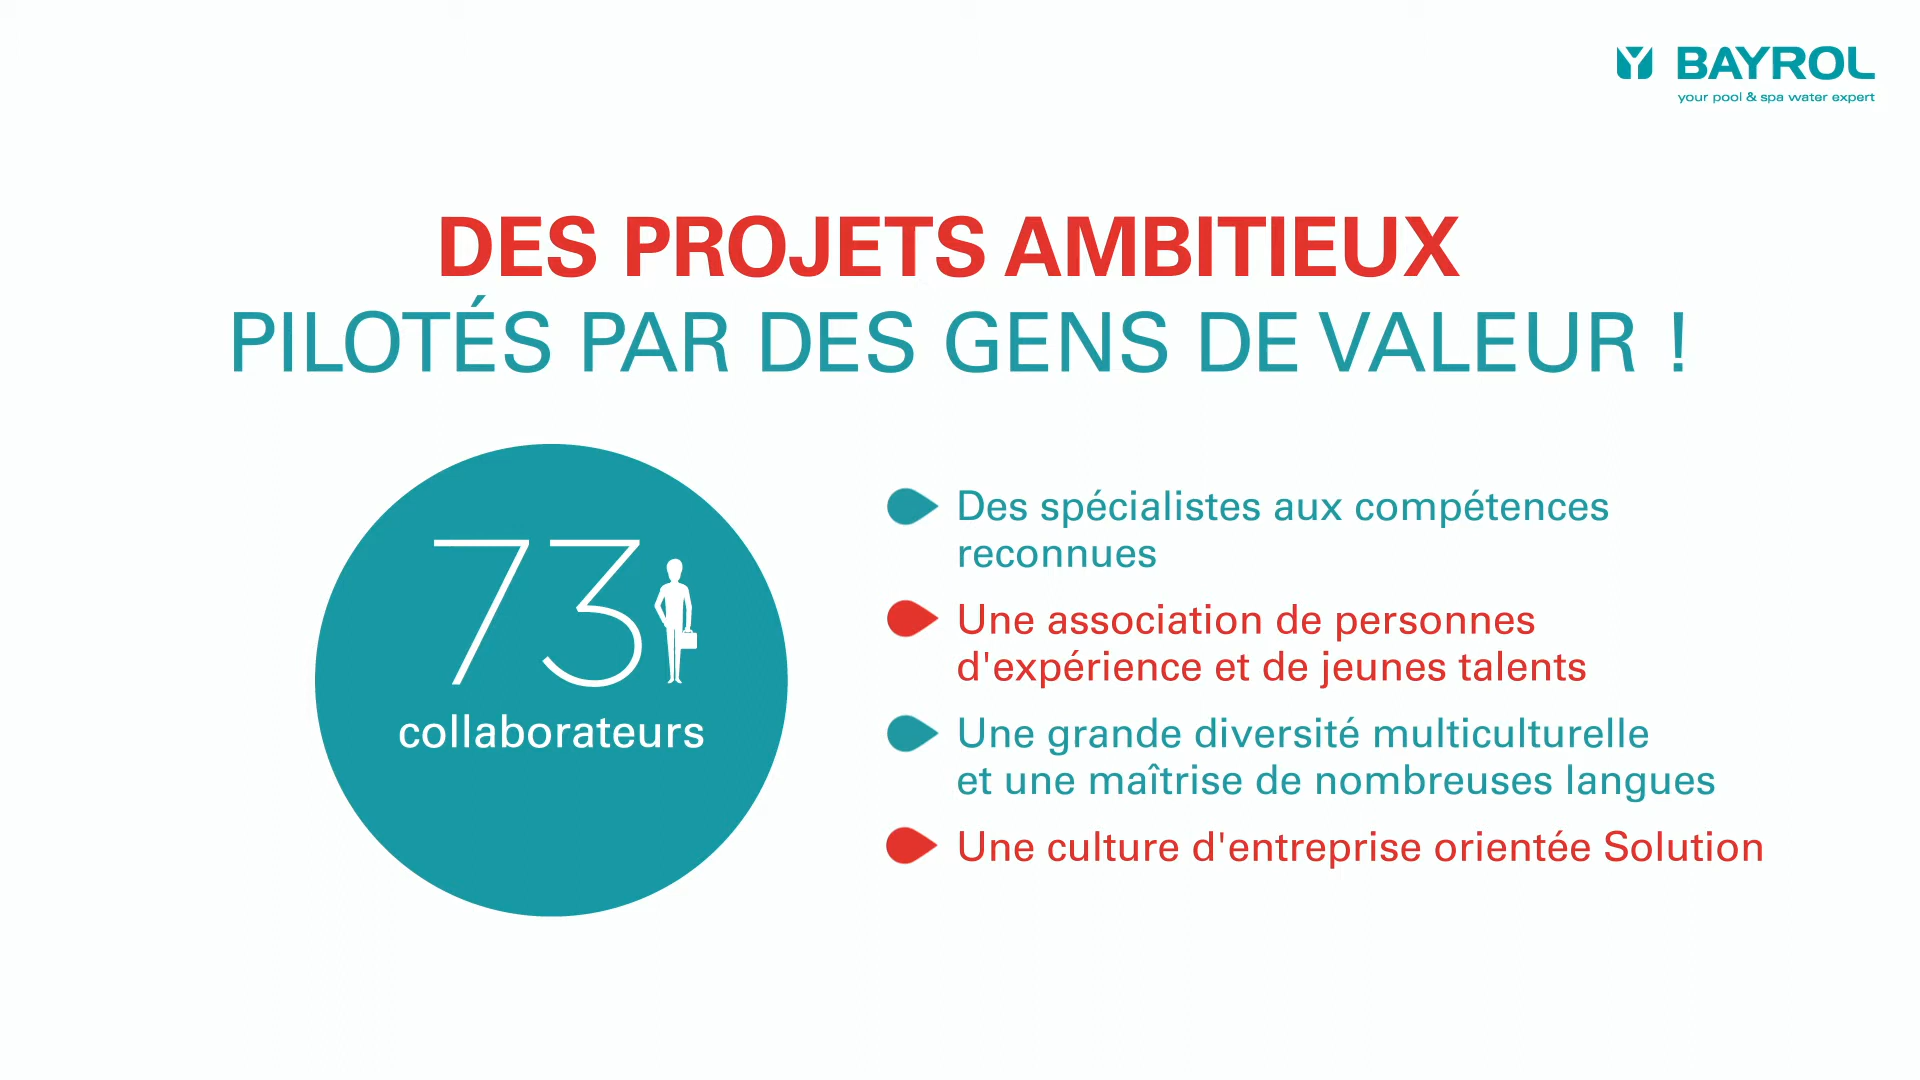 BAYROL
your pool & spa water expert
DES PROJETS AMBITIEUX
PILOTÉS PAR DES GENS DE VALEUR !
73
collaborateurs
Des spécialistes aux compétences
reconnues
Une association de personnes
d'expérience et de jeunes talents
Une grande diversité multiculturelle
et une maîtrise de nombreuses langues
Une culture d'entreprise orientée Solution